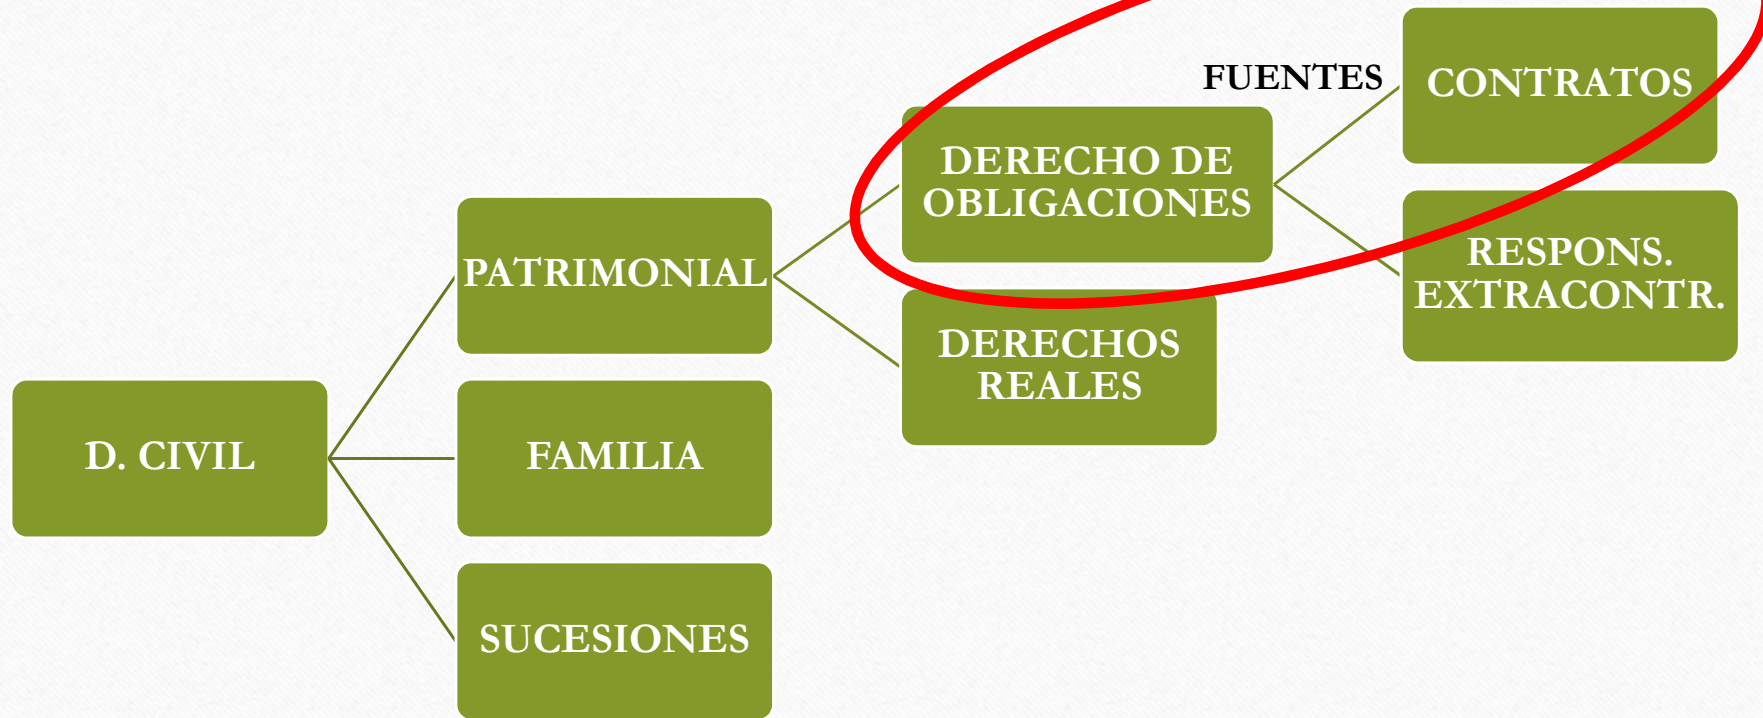 FUENTES
CONTRATOS
DERECHO DE
OBLIGACIONES
RESPONS.
EXTRACONTR.
PATRIMONIAL
DERECHOS
REALES
D. CIVIL
FAMILIA
SUCESIONES